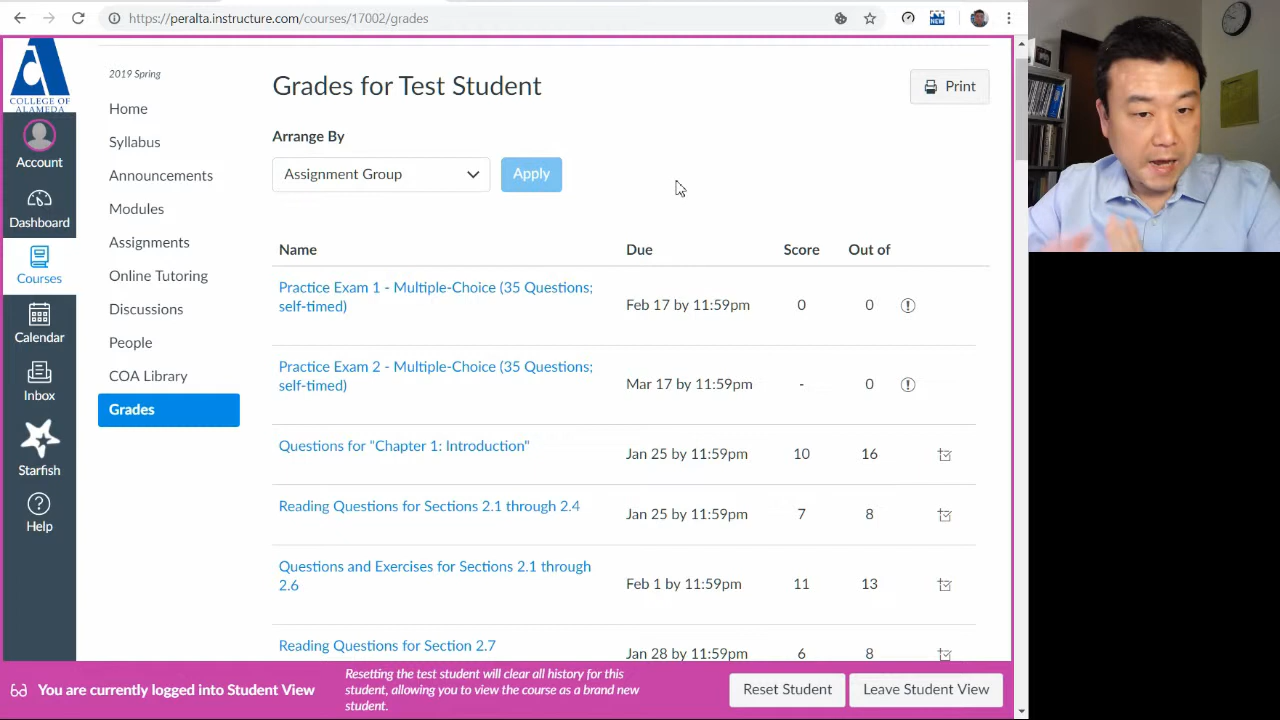 https://peralta.instructure.com/courses/17002/grades
NEW
COLLEGE OF
ALAMEDA
Account
Dashboard
Courses
Calendar
Inbox
Starfish
Help
2019 Spring
Home
Syllabus
Announcements
Modules
Assignments
Online Tutoring
Discussions
People
COA Library
Grades
Grades for Test Student
Print
Arrange By
Assignment Group
Apply
Name Due Score Out of
Practice Exam 1 - Multiple-Choice (35 Questions;
self-timed)
Feb 17 by 11:59pm 0 0
Practice Exam 2 - Multiple-Choice (35 Questions;
self-timed)
Mar 17 by 11:59pm - 0
Questions for "Chapter 1: Introduction"
Jan 25 by 11:59pm 10 16
Reading Questions for Sections 2.1 through 2.4
Jan 25 by 11:59pm 7 8
Questions and Exercises for Sections 2.1 through
2.6
Feb 1 by 11:59pm 11 13
Reading Questions for Section 2.7
Jan 28 by 11:59pm 6 8
You are currently logged into Student View
Resetting the test student will clear all history for this
student, allowing you to view the course as a brand new
student.
Reset Student
Leave Student View